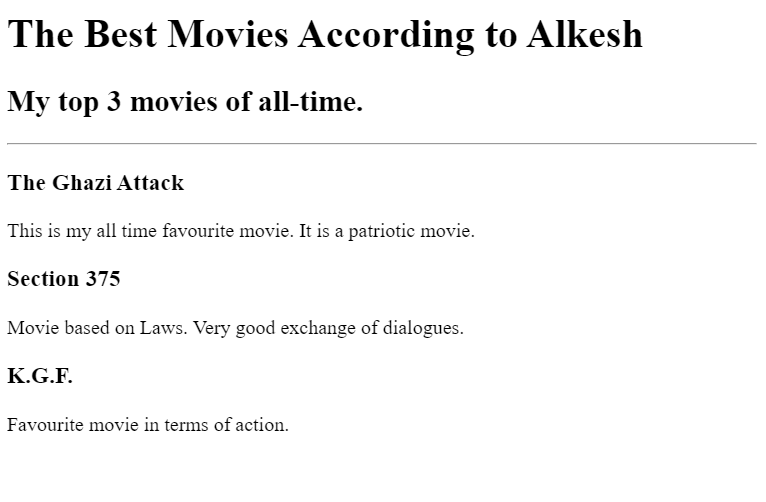 The Best Movies According to Alkesh
My top 3 movies of all-time.
The Ghazi Attack
This is my all time favourite movie. It is a patriotic movie.
Section 375
Movie based on Laws. Very good exchange of dialogues.
K.G.F.
Favourite movie in terms of action.